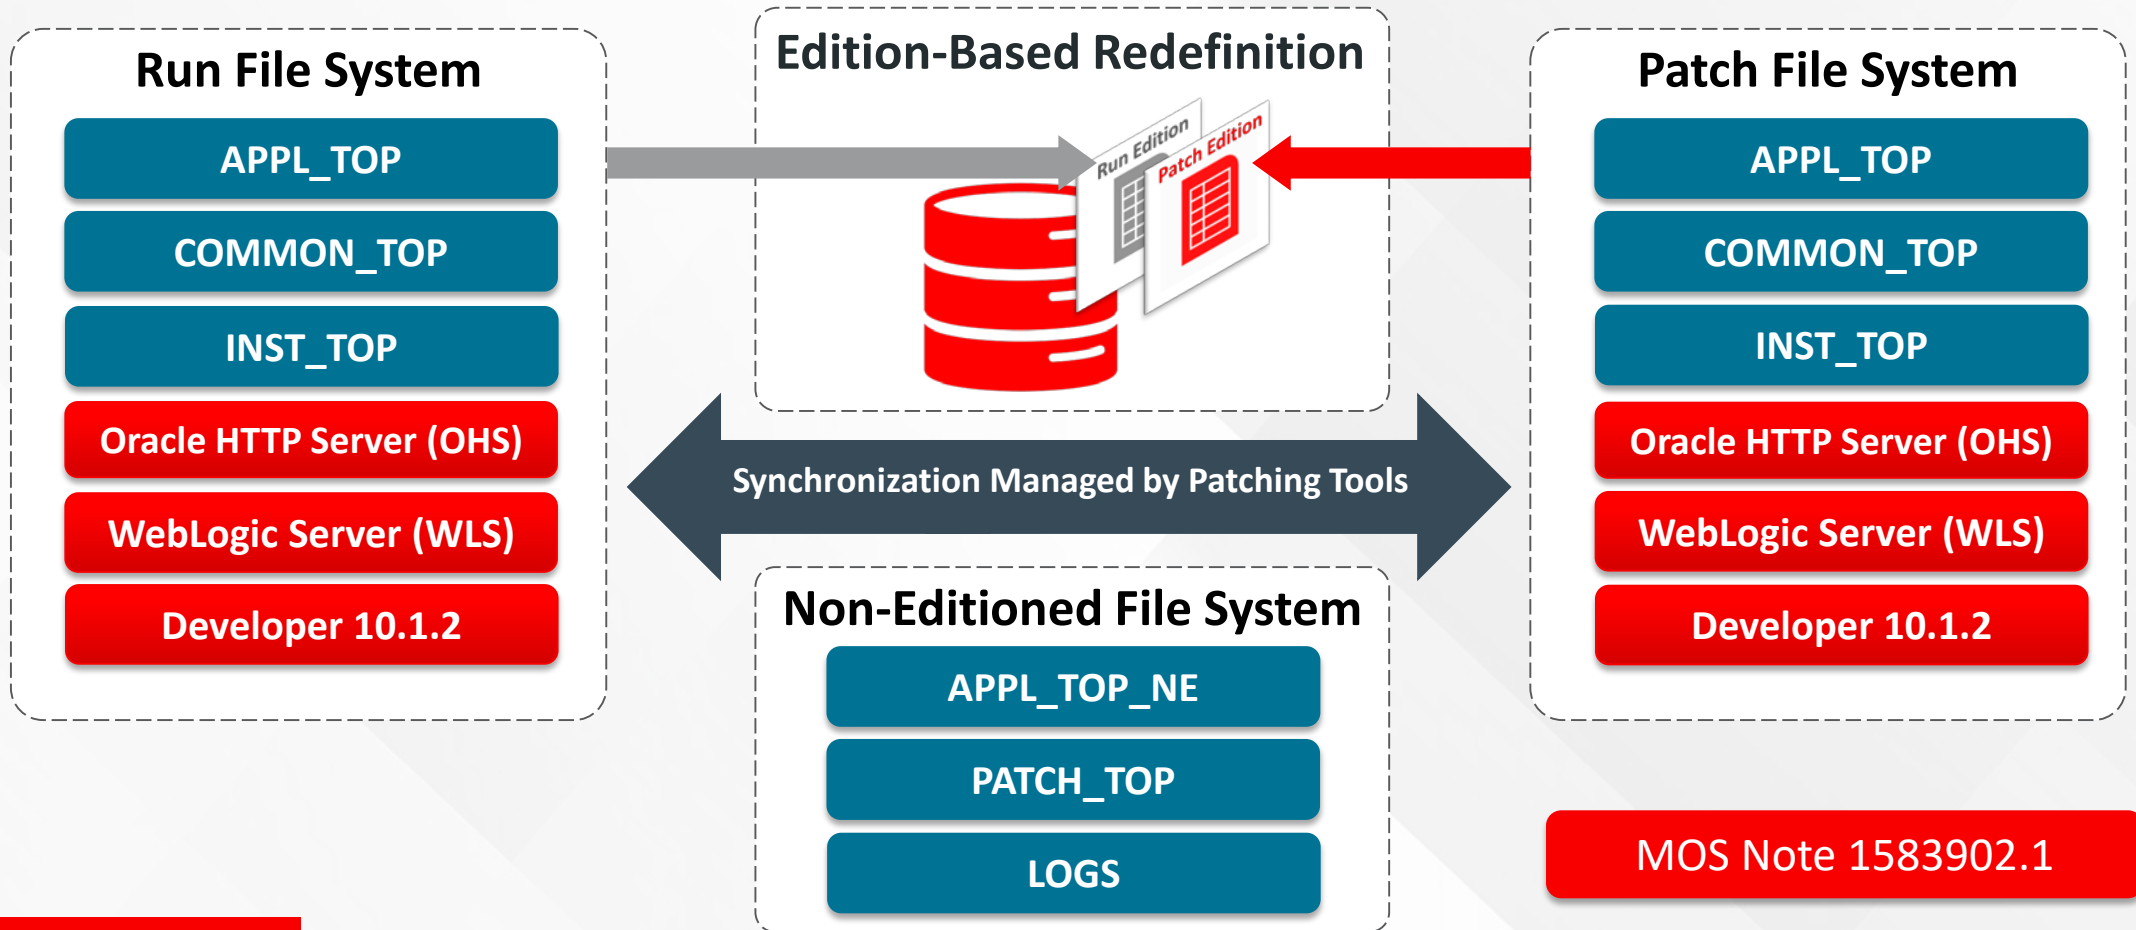 Run File System
APPL_TOP
COMMON_TOP
INST_TOP
Oracle HTTP Server (OHS)
WebLogic Server (WLS)
Developer 10.1.2
Edition-Based Redefinition
Run Edition
Patch Edition
Synchronization Managed by Patching Tools
Non-Editioned File System
APPL_TOP_NE
PATCH_TOP
LOGS
Patch File System
APPL_TOP
COMMON_TOP
INST_TOP
Oracle HTTP Server (OHS)
WebLogic Server (WLS)
Developer 10.1.2
MOS Note 1583902.1